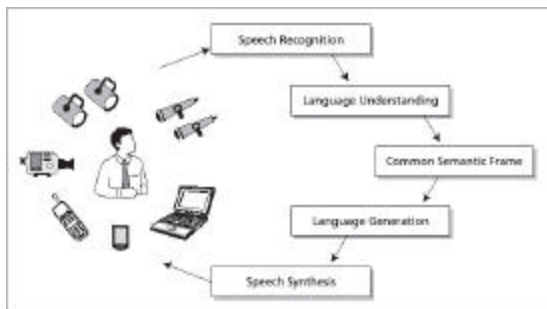 Speech Recognition
Language Understanding
Common Semantic Frame
Language Generation
Speech Synthesis